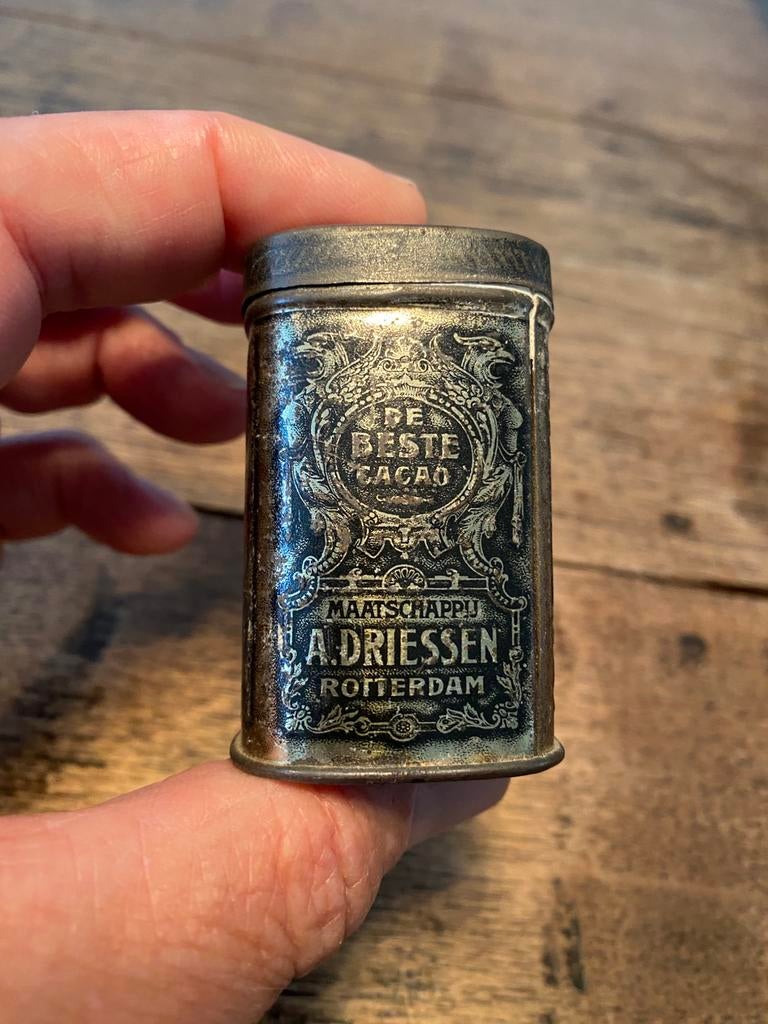 DE
BESTE
CACAO
MAATSCHAPPIJ
A.DRIESSEN
ROTTERDAM